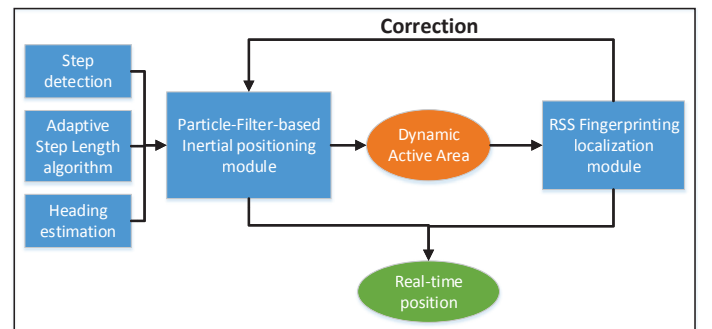 Correction
Step
detection
Adaptive
Step Length
algorithm
Heading
estimation
Particle-Filter-based
Inertial positioning
module
Dynamic
Active Area
RSS Fingerprinting
localization
module
Real-time
position